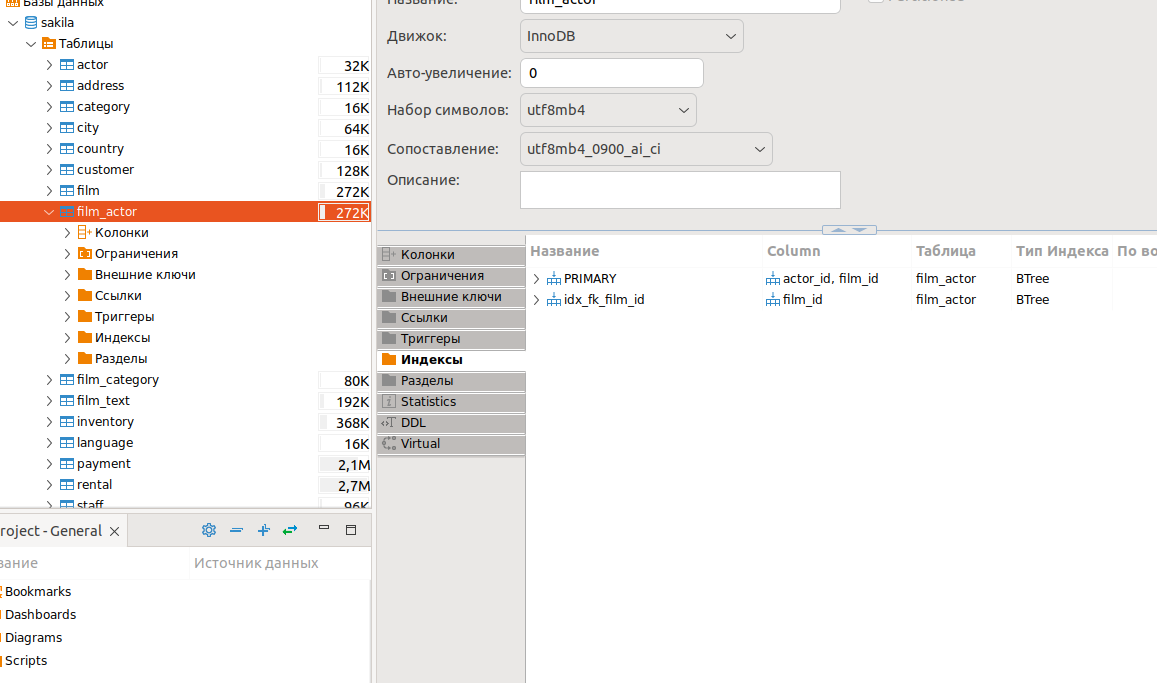 Базы данных
sakila
Таблицы
actor 32K
address 112K
category 16K
city 64K
country 16K
customer 128K
film 272K
film_actor 272K
Колонки
Ограничения
Внешние ключи
Ссылки
Триггеры
Индексы
Разделы
film_category 80K
film_text 192K
inventory 368K
language 16K
payment 2,1M
rental 2,7M
staff 96K
roject - General
вание Источник данных
Bookmarks
Dashboards
Diagrams
Scripts
Название: film_actor
Движок: InnoDB
Авто-увеличение: 0
Набор символов: utf8mb4
Сопоставление: utf8mb4_0900_ai_ci
Описание:
Колонки
Ограничения
Внешние ключи
Ссылки
Триггеры
Индексы
Разделы
Statistics
DDL
Virtual
Название Column Таблица Тип Индекса По во
PRIMARY actor_id, film_id film_actor BTree
idx_fk_film_id film_id film_actor BTree